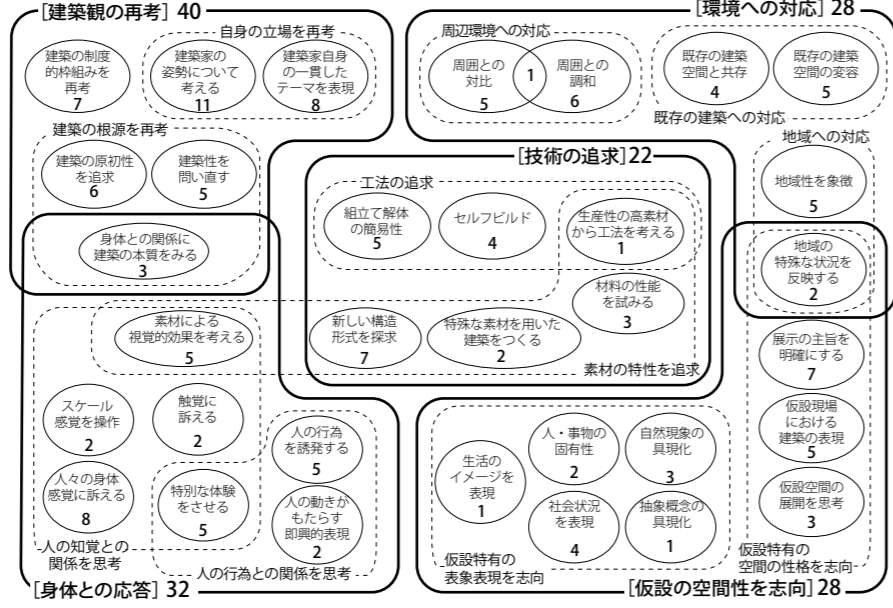 [建築観の再考] 40
自身の立場を再考
建築の制度
的枠組みを
再考
7
建築家の
姿勢について
考える
11
建築家自身
の一貫した
テーマを表現
8
建築の根源を再考
建築の原初性
を追求
6
建築性を
問い直す
5
身体との関係に
建築の本質をみる
3
[環境への対応] 28
周辺環境への対応
周囲との
対比
5
1
周囲との
調和
6
既存の建築
空間と共存
4
既存の建築
空間の変容
5
既存の建築への対応
地域への対応
地域性を象徴
5
地域の
特殊な状況を
反映する
2
[技術の追求]22
工法の追求
組立て解体
の簡易性
5
セルフビルド
4
生産性の高素材
から工法を考える
1
材料の性能
を試みる
3
新しい構造
形式を探求
7
特殊な素材を用いた
建築をつくる
2
素材の特性を追求
素材による
視覚的効果を考える
5
スケール
感覚を操作
2
触覚に
訴える
2
人々の身体
感覚に訴える
8
特別な体験
をさせる
5
人の行為
を誘発する
5
人の動きが
もたらす
即興的表現
2
人の知覚との
関係を思考
人の行為との関係を思考
[身体との応答] 32
生活の
イメージを
表現
1
人・事物の
固有性
2
自然現象の
具現化
3
社会状況
を表現
4
抽象概念の
具現化
1
仮設特有の
表象表現を志向
展示の主旨を
明確にする
7
仮設現場
における
建築の表現
5
仮設空間の
展開を思考
3
仮設特有の
空間の性格を志向
[仮設の空間性を志向] 28